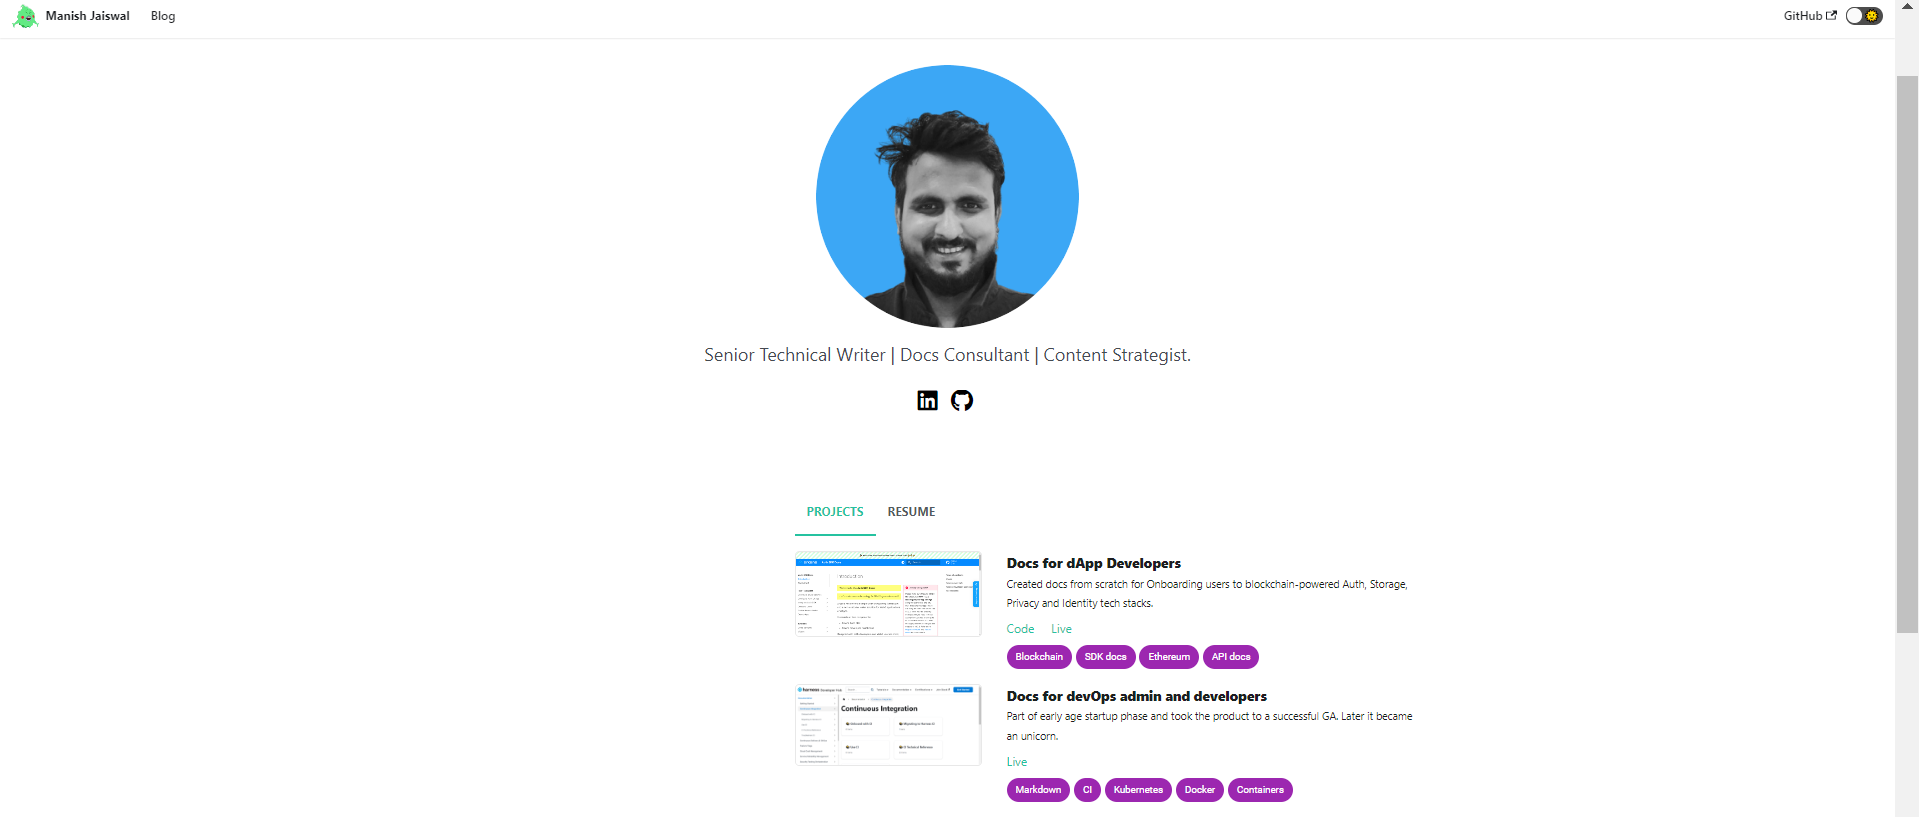 Manish Jaiswal Blog GitHub
Senior Technical Writer | Docs Consultant | Content Strategist.
PROJECTS RESUME
Introduction
Docs for dApp Developers
Created docs from scratch for Onboarding users to blockchain-powered Auth, Storage,
Privacy and Identity tech stacks.
Code Live
Blockchain SDK docs Ethereum API docs
Continuous Integration
Docs for devOps admin and developers
Part of early age startup phase and took the product to a successful GA. Later it became
an unicorn.
Live
Markdown CI Kubernetes Docker Containers